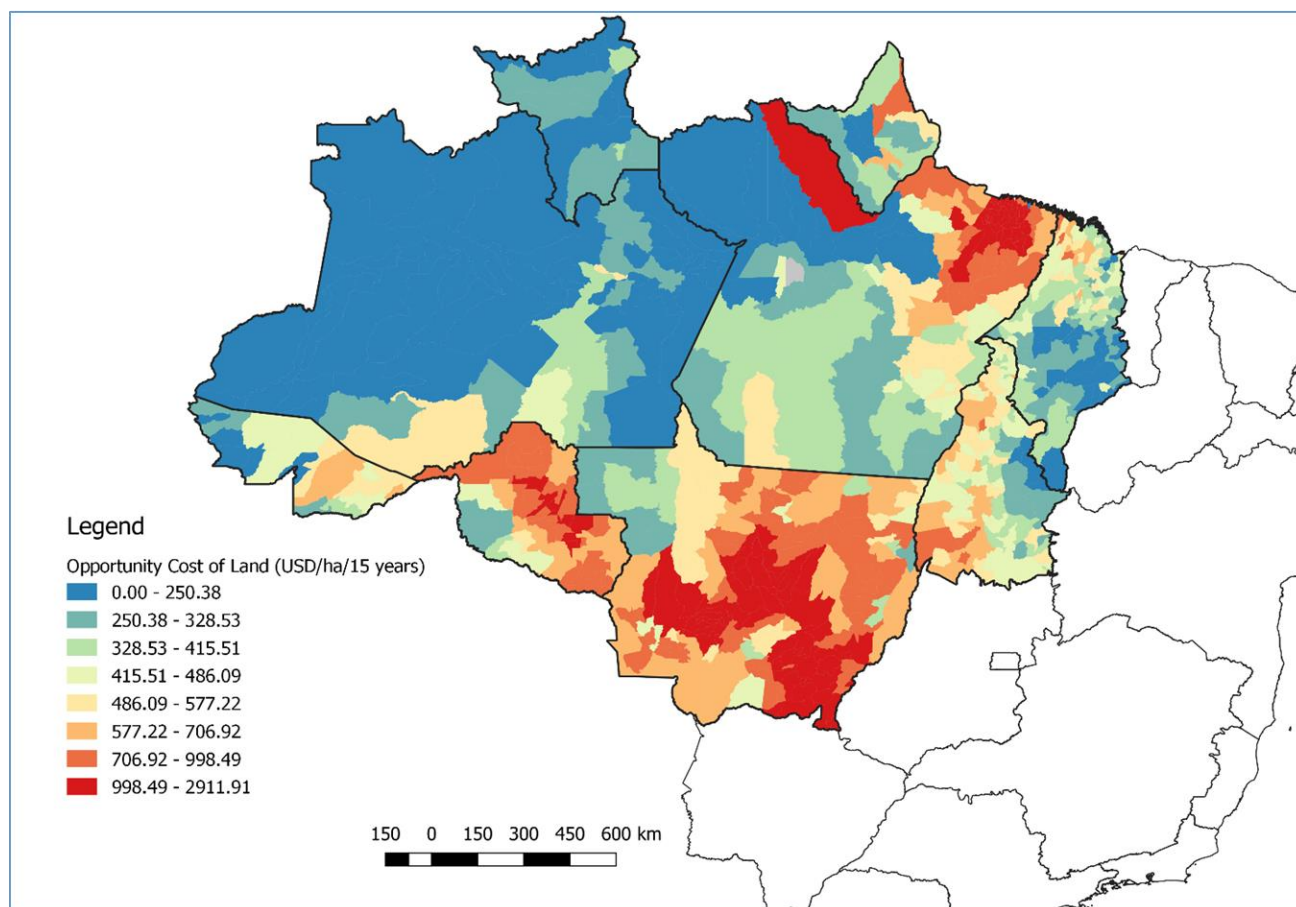 Legend
Opportunity Cost of Land (USD/ha/15 years)
0.00 - 250.38
250.38 - 328.53
328.53 - 415.51
415.51 - 486.09
486.09 - 577.22
577.22 - 706.92
706.92 - 998.49
998.49 - 2911.91
150 0 150 300 450 600 km